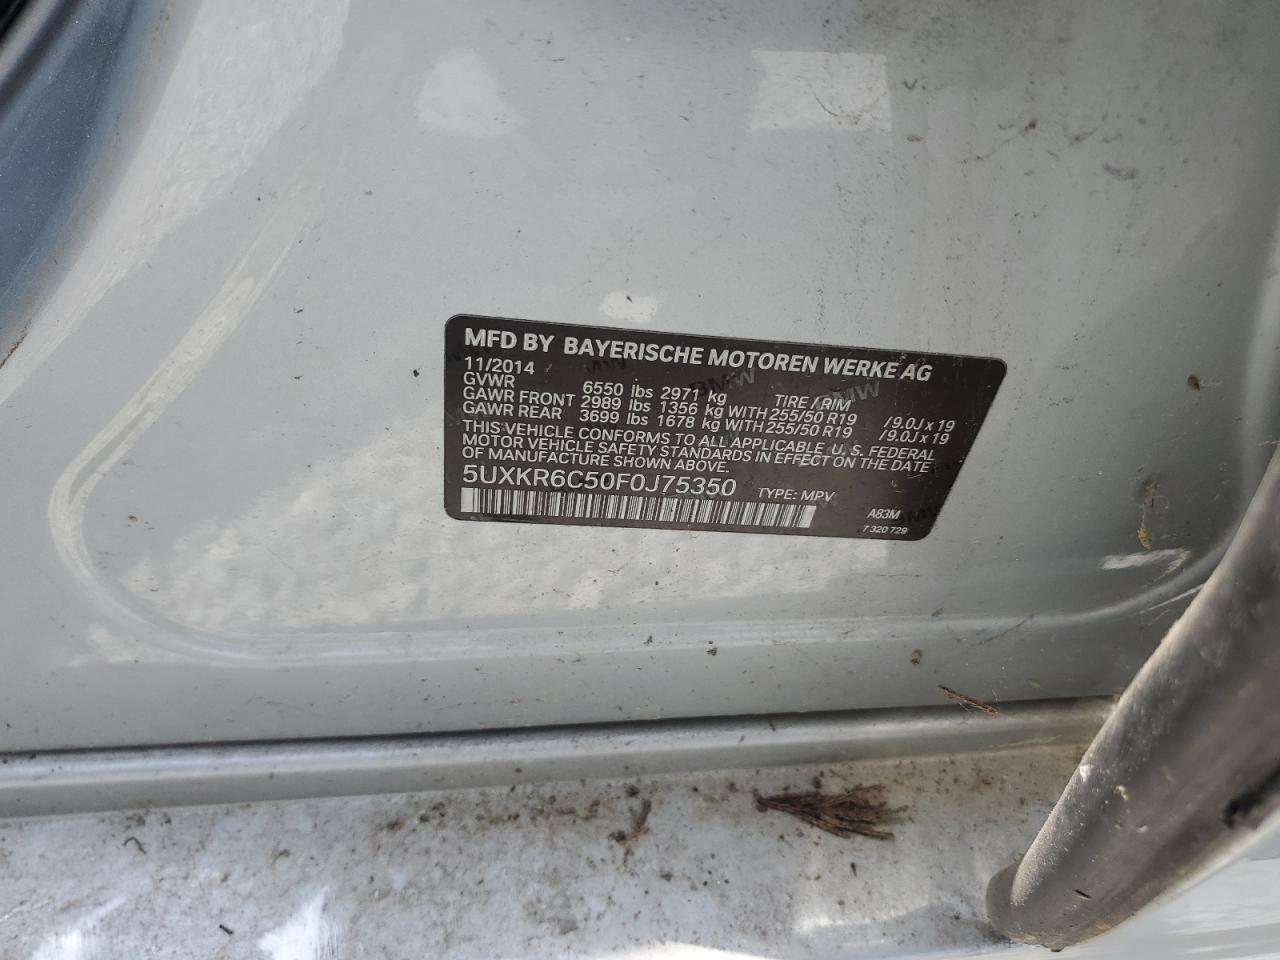 MFD BY BAYERISCHE MOTOREN WERKE AG
11/2014
GVWR 6550 lbs 2971 kg TIRE / RIM
GAWR FRONT 2989 lbs 1356 kg WITH 255/50 R19 /9.0J x 19
GAWR REAR 3699 lbs 1678 kg WITH 255/50 R19 /9.0J x 19
THIS VEHICLE CONFORMS TO ALL APPLICABLE U.S. FEDERAL
MOTOR VEHICLE SAFETY STANDARDS IN EFFECT ON THE DATE
OF MANUFACTURE SHOWN ABOVE.
5UXKR6C50F0J75350 TYPE: MPV
A83M
7 320 729